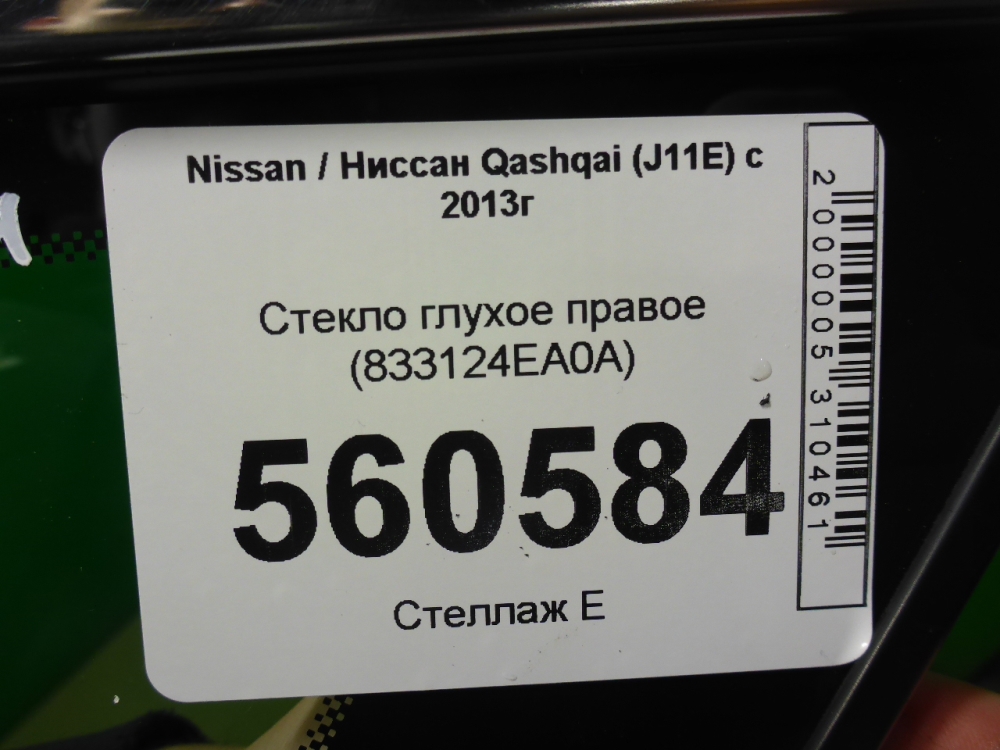 Nissan / Ниссан Qashqai (J11E) с
2013г
Стекло глухое правое
(833124EA0A)
560584
Стеллаж Е
2000005310461